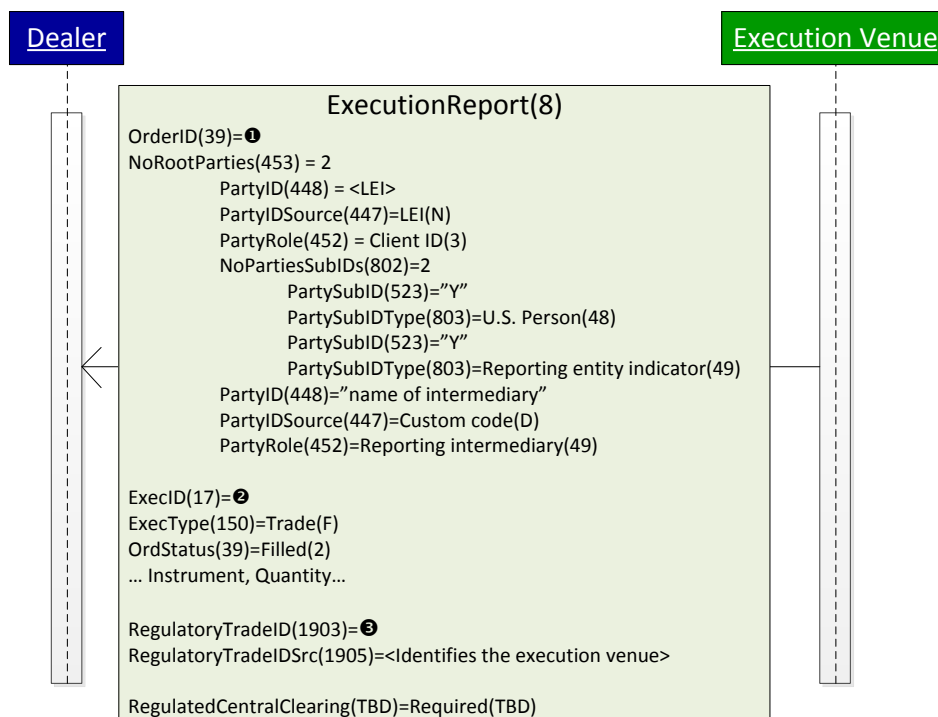 Dealer
Execution Venue
ExecutionReport(8)
OrderID(39)=❶
NoRootParties(453) = 2
PartyID(448) = <LEI>
PartyIDSource(447)=LEI(N)
PartyRole(452) = Client ID(3)
NoPartiesSubIDs(802)=2
PartySubID(523)=”Y”
PartySubIDType(803)=U.S. Person(48)
PartySubID(523)=”Y”
PartySubIDType(803)=Reporting entity indicator(49)
PartyID(448)=”name of intermediary”
PartyIDSource(447)=Custom code(D)
PartyRole(452)=Reporting intermediary(49)
ExecID(17)=❷
ExecType(150)=Trade(F)
OrdStatus(39)=Filled(2)
... Instrument, Quantity...
RegulatoryTradeID(1903)=❸
RegulatoryTradeIDSrc(1905)=<Identifies the execution venue>
RegulatedCentralClearing(TBD)=Required(TBD)